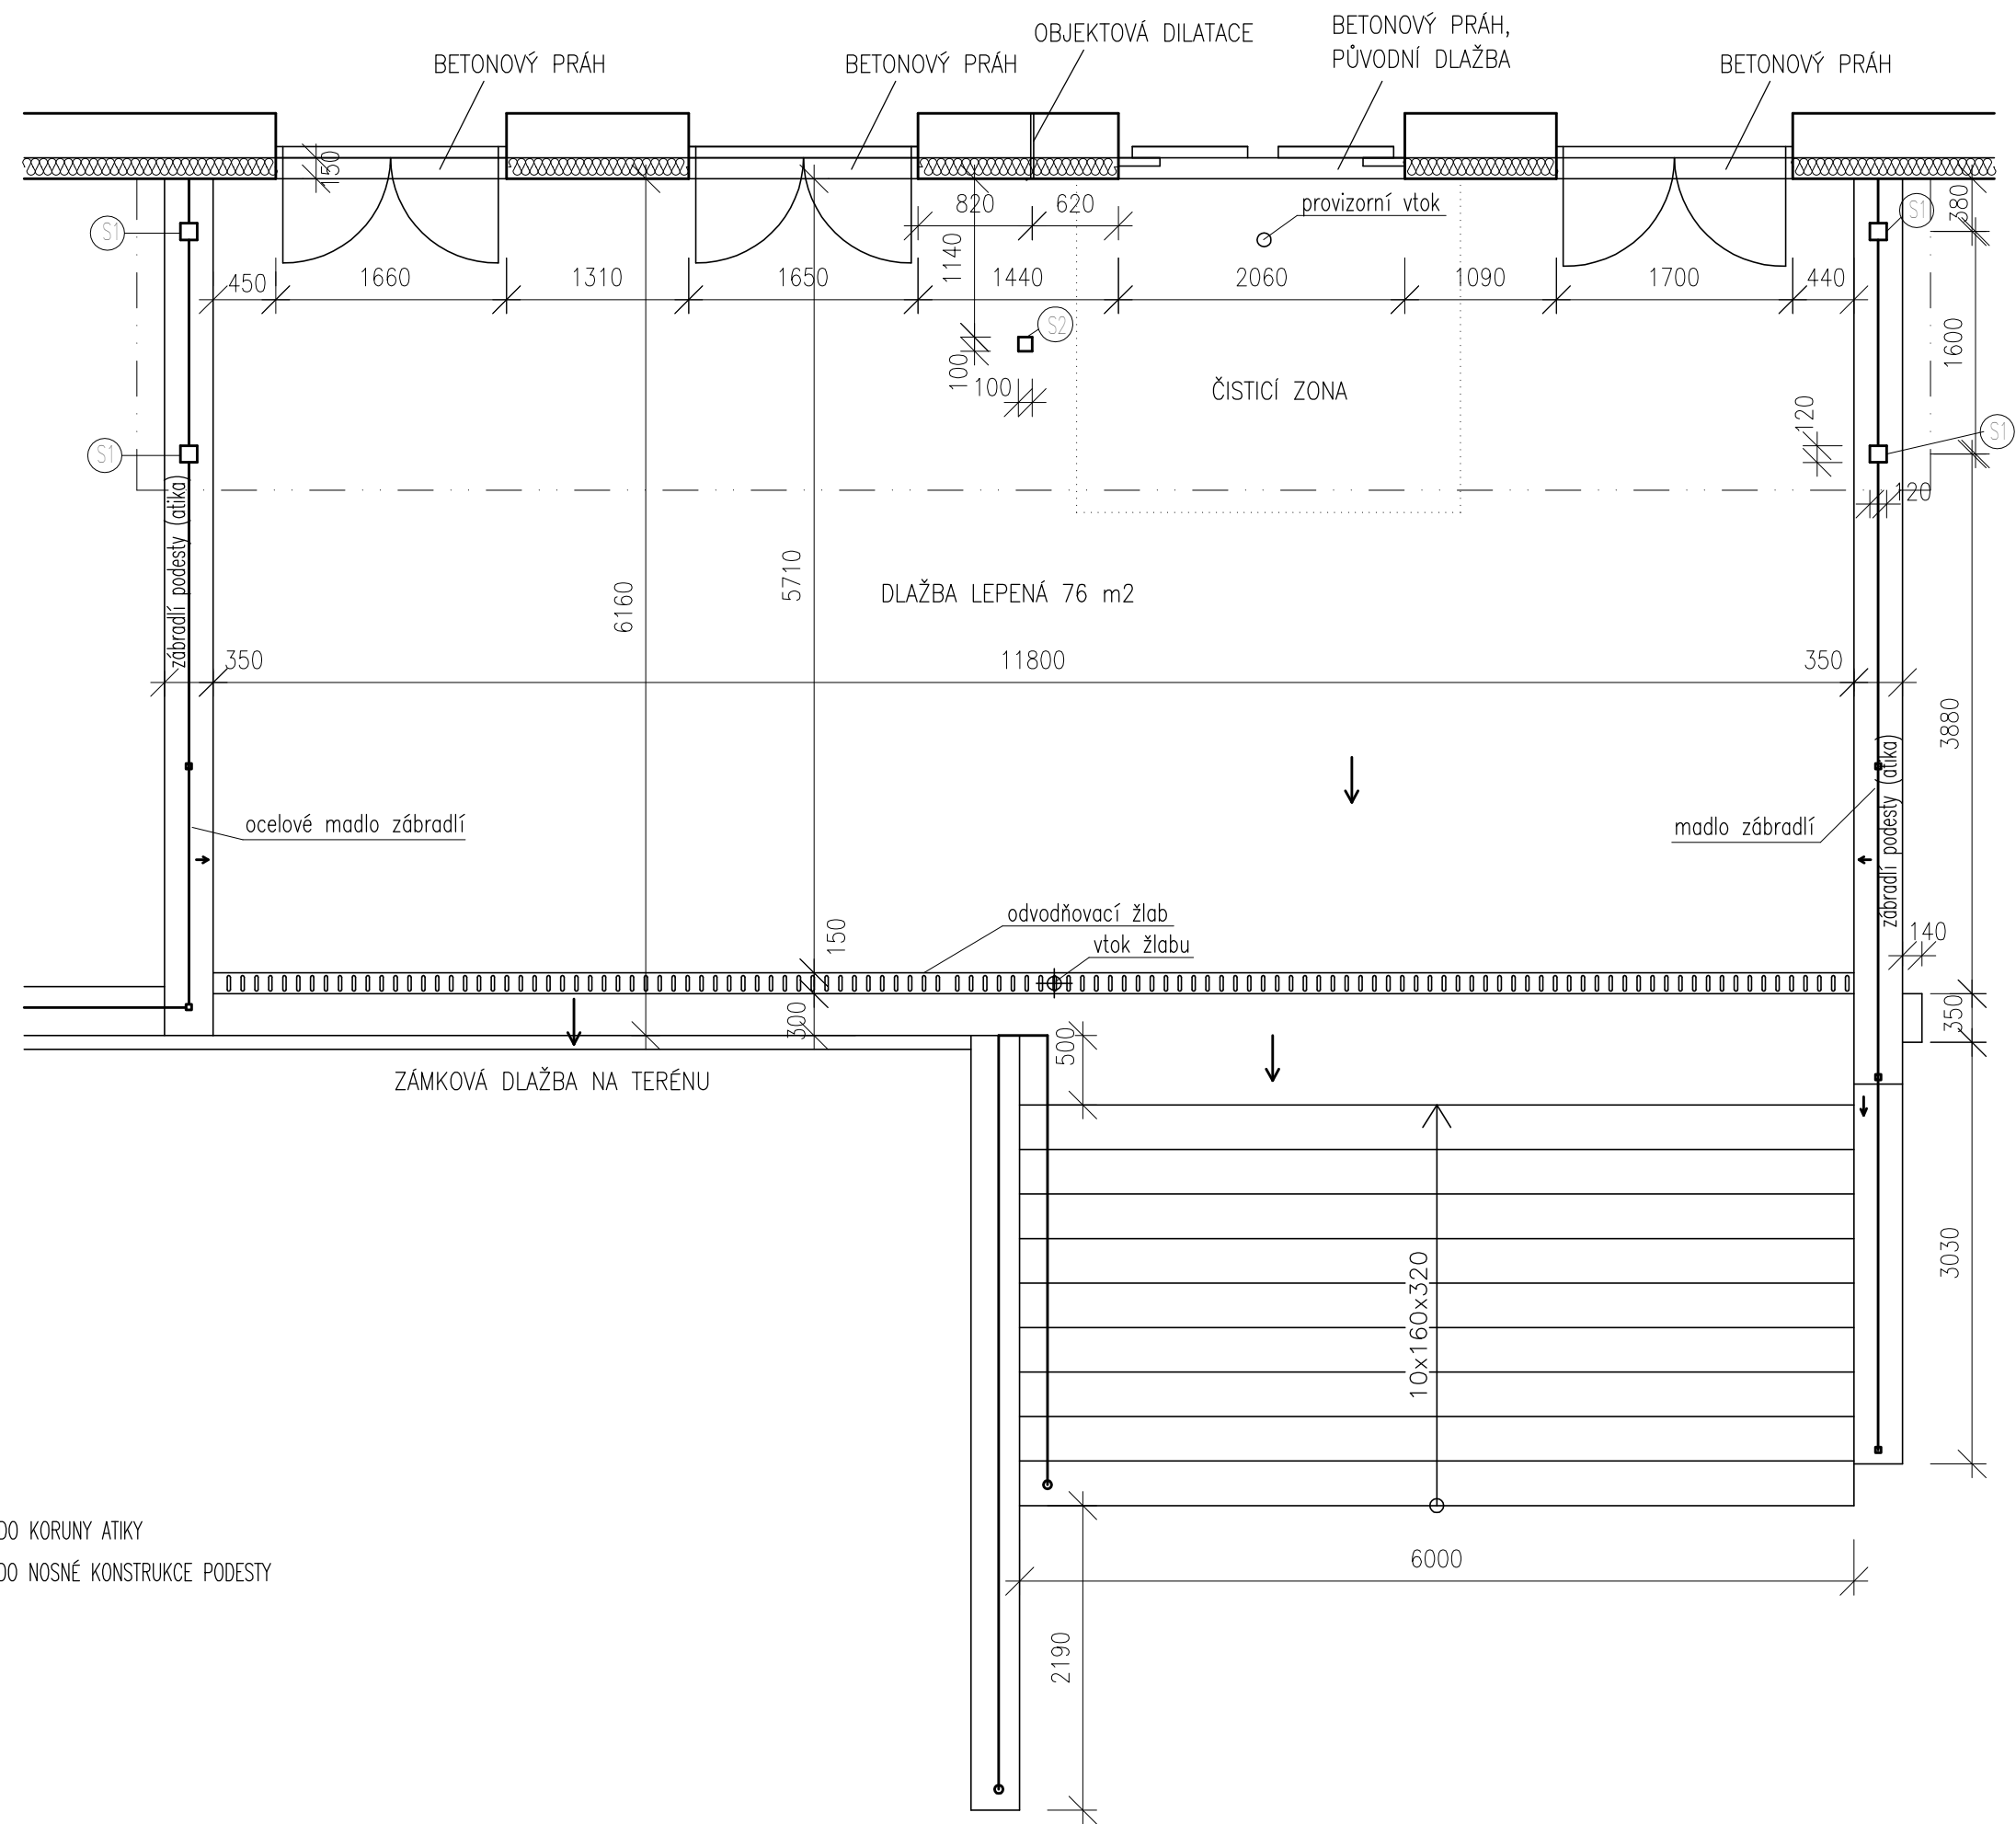 OBJEKTOVÁ DILATACE
BETONOVÝ PRÁH,
PŮVODNÍ DLAŽBA
BETONOVÝ PRÁH
BETONOVÝ PRÁH
BETONOVÝ PRÁH
150
S1
820
620
provizorní vtok
S1
380
450
1660
1310
1650
1140
1440
2060
1090
1700
440
S2
1600
100
100
ČISTICÍ ZONA
120
S1
S1
120
zábradlí podesty (atika)
6160
5710
DLAŽBA LEPENÁ 76 m2
350
11800
350
3880
zábradlí podesty (atika)
ocelové madlo zábradlí
madlo zábradlí
odvodňovací žlab
vtok žlabu
150
140
300
500
350
ZÁMKOVÁ DLAŽBA NA TERÉNU
10x160x320
3030
DO KORUNY ATIKY
DO NOSNÉ KONSTRUKCE PODESTY
6000
2190